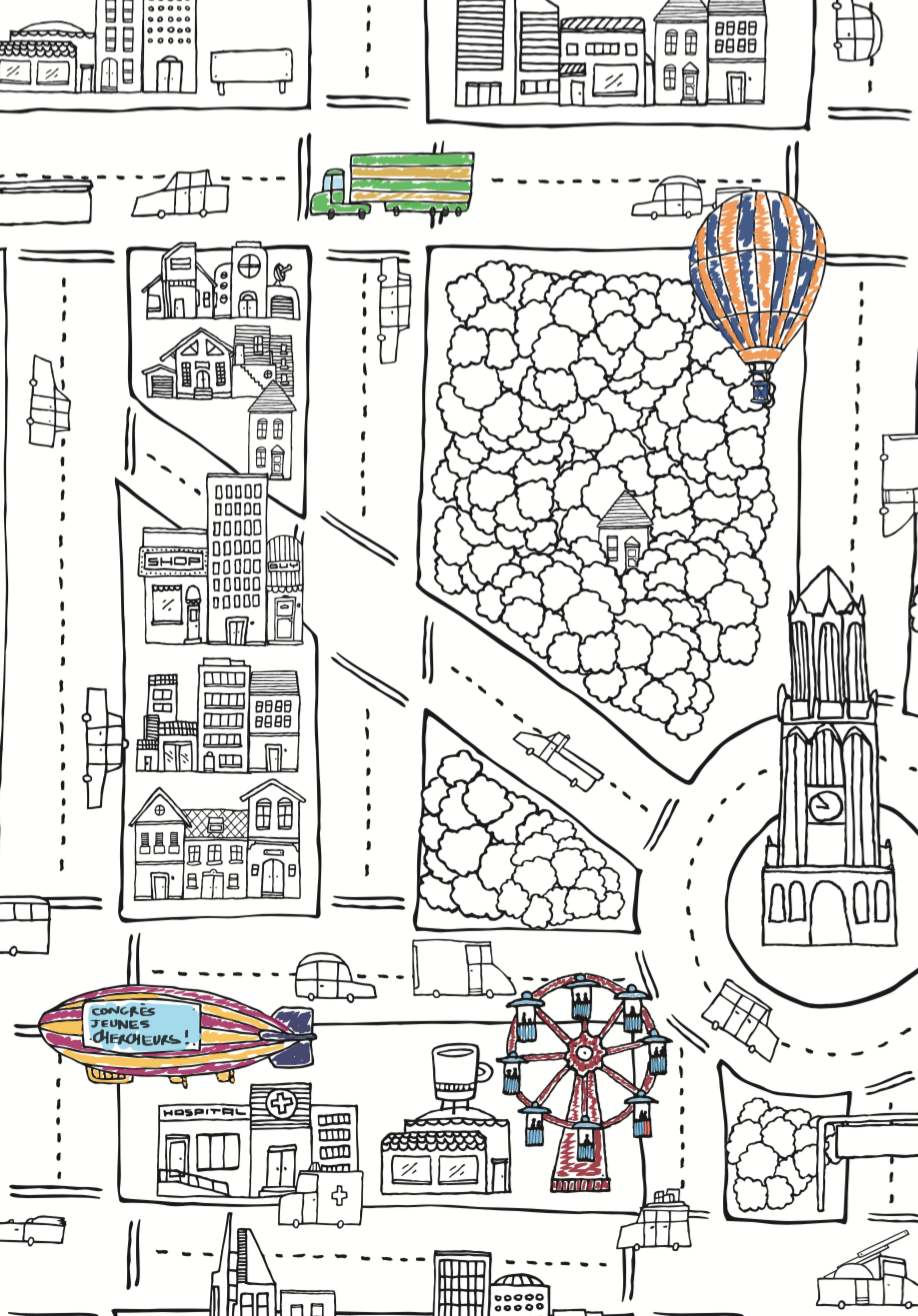 SHOP
BUY
CONGRÈS
JEUNES
CHERCHEURS!
HOSPITAL